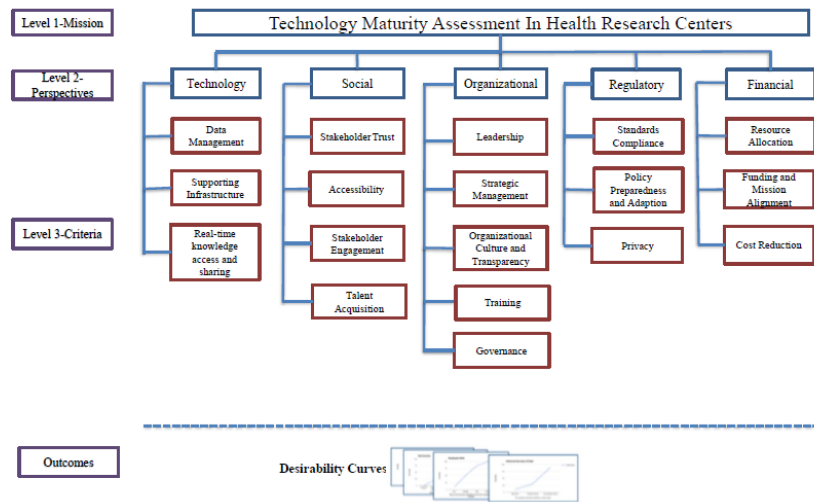 Level 1-Mission
Technology Maturity Assessment In Health Research Centers
Level 2-
Perspectives
Technology
Social
Organizational
Regulatory
Financial
Data
Management
Stakeholder Trust
Leadership
Standards
Compliance
Resource
Allocation
Supporting
Infrastructure
Accessibility
Strategic
Management
Policy
Preparedness
and Adaption
Funding and
Mission
Alignment
Level 3-Criteria
Real-time
knowledge
access and
sharing
Stakeholder
Engagement
Organizational
Culture and
Transparency
Privacy
Cost Reduction
Talent
Acquisition
Training
Governance
Outcomes
Desirability Curves